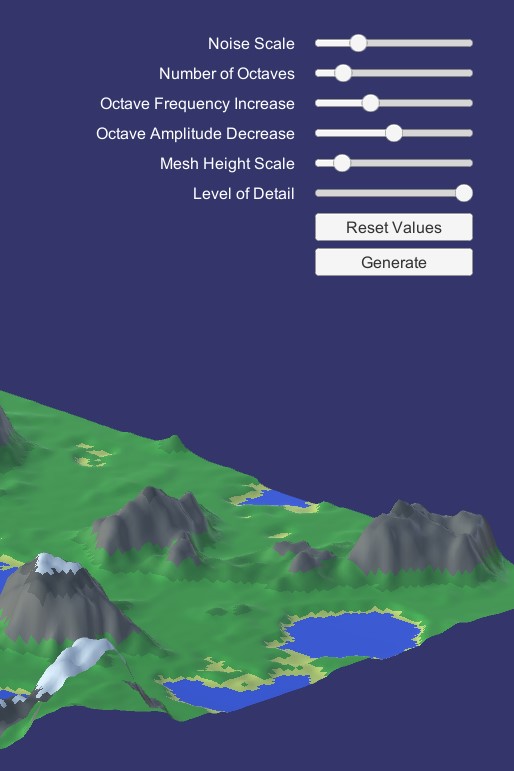 Noise Scale
Number of Octaves
Octave Frequency Increase
Octave Amplitude Decrease
Mesh Height Scale
Level of Detail
Reset Values
Generate